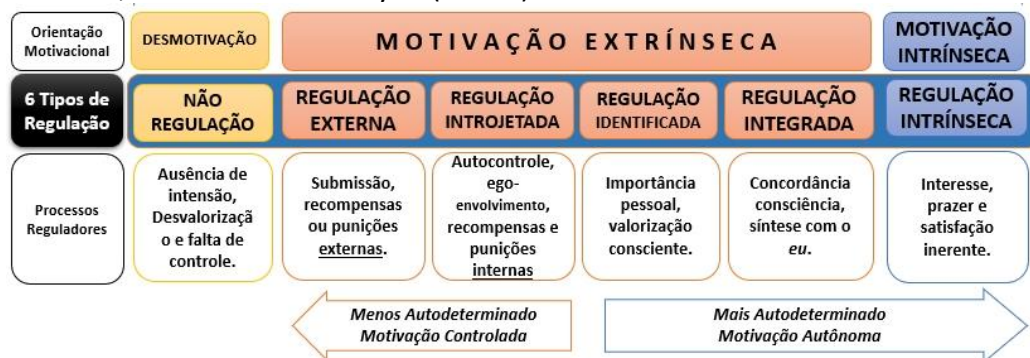 Orientação
Motivacional
DESMOTIVAÇÃO
MOTIVAÇÃO EXTRÍNSECA
MOTIVAÇÃO
INTRÍNSECA
6 Tipos de
Regulação
NÃO
REGULAÇÃO
REGULAÇÃO
EXTERNA
REGULAÇÃO
INTROJETADA
REGULAÇÃO
IDENTIFICADA
REGULAÇÃO
INTEGRADA
REGULAÇÃO
INTRÍNSECA
Processos
Reguladores
Ausência de
intensão,
Desvalorizaçã
o e falta de
controle.
Submissão,
recompensas
ou punições
externas.
Autocontrole,
ego-
envolvimento,
recompensas e
punições
internas
Importância
pessoal,
valorização
consciente.
Concordância
consciência,
síntese com o
eu.
Interesse,
prazer e
satisfação
inerente.
Menos Autodeterminado
Motivação Controlada
Mais Autodeterminado
Motivação Autônoma